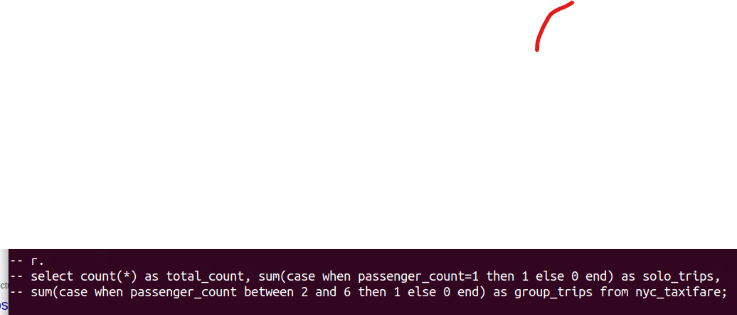 -- r.
-- select count(*) as total_count, sum(case when passenger_count=1 then 1 else 0 end) as solo_trips,
-- sum(case when passenger_count between 2 and 6 then 1 else 0 end) as group_trips from nyc_taxifare;